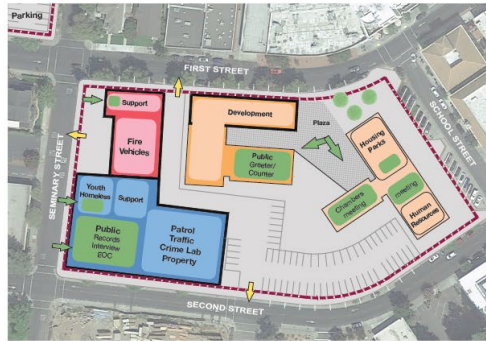 Parking
FIRST STREET
SCHOOL STREET
SEMINARY STREET
SECOND STREET
Support
Fire
Vehicles
Development
Plaza
Public
Greeter/
Counter
Housing
Parks
Chambers
meeting
meeting
Human
Resources
Youth
Homeless
Support
Public
Records
Interview
EOC
Patrol
Traffic
Crime Lab
Property